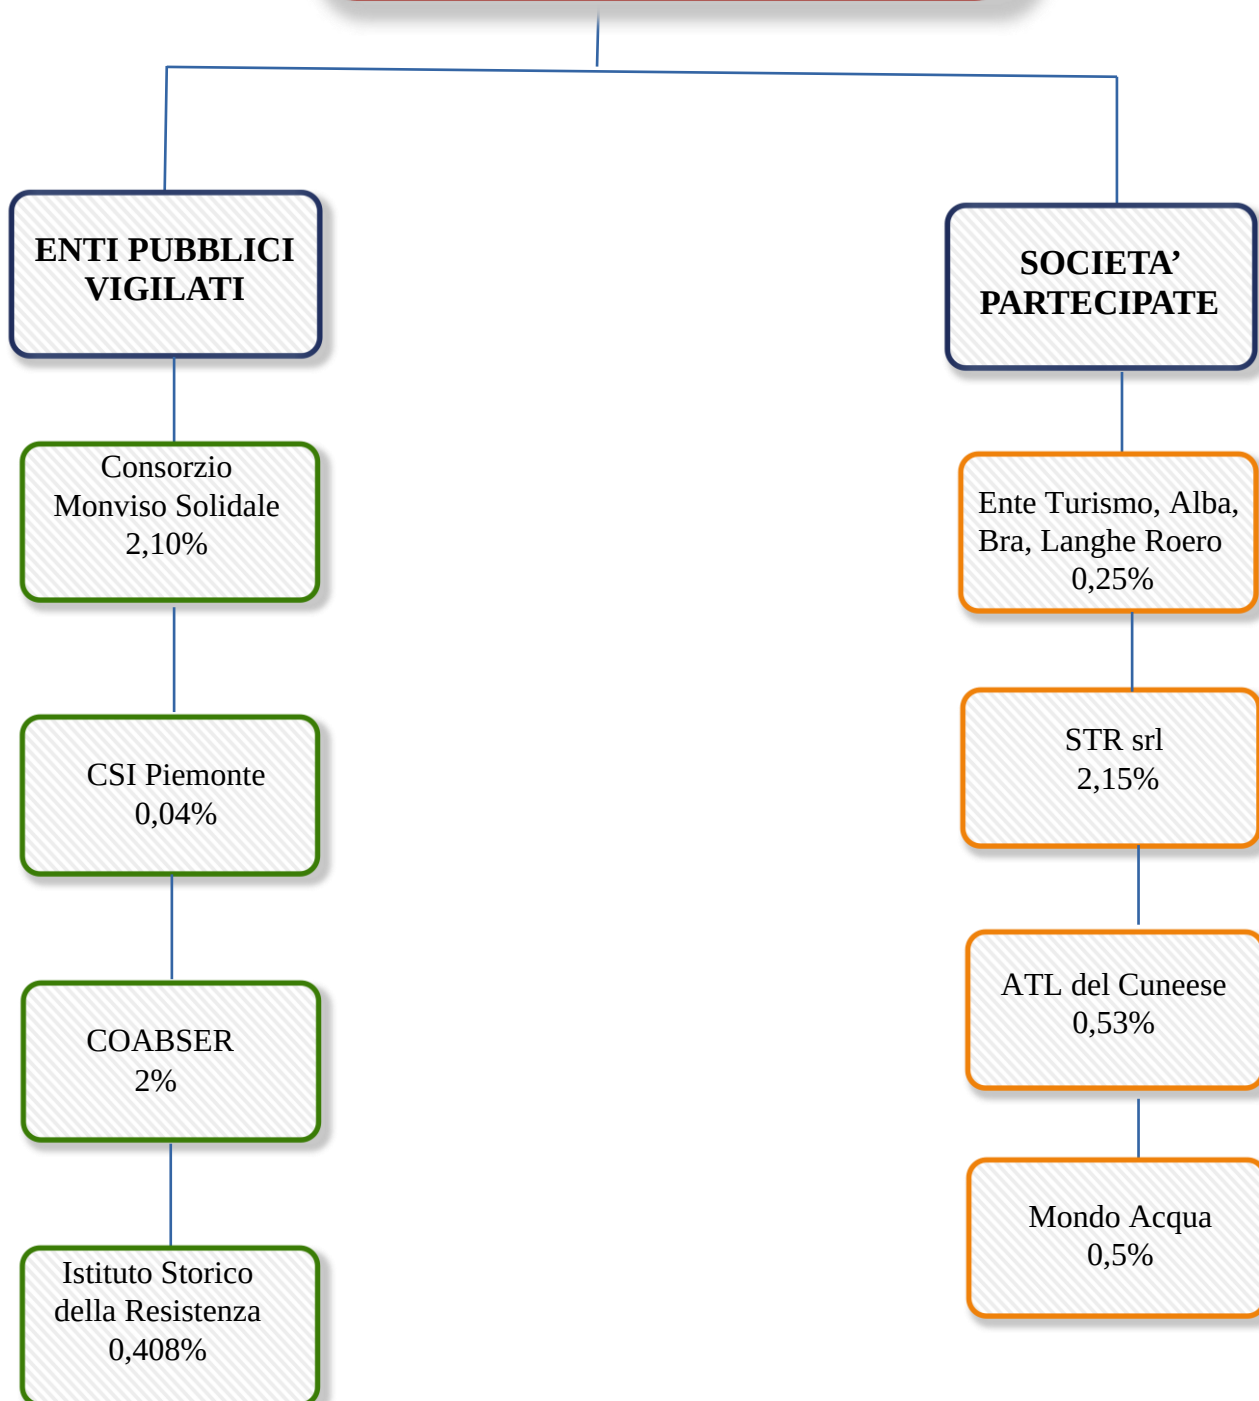 ENTI PUBBLICI
VIGILATI
Consorzio
Monviso Solidale
2,10%
CSI Piemonte
0,04%
COABSER
2%
Istituto Storico
della Resistenza
0,408%
SOCIETA’
PARTECIPATE
Ente Turismo, Alba,
Bra, Langhe Roero
0,25%
STR srl
2,15%
ATL del Cuneese
0,53%
Mondo Acqua
0,5%